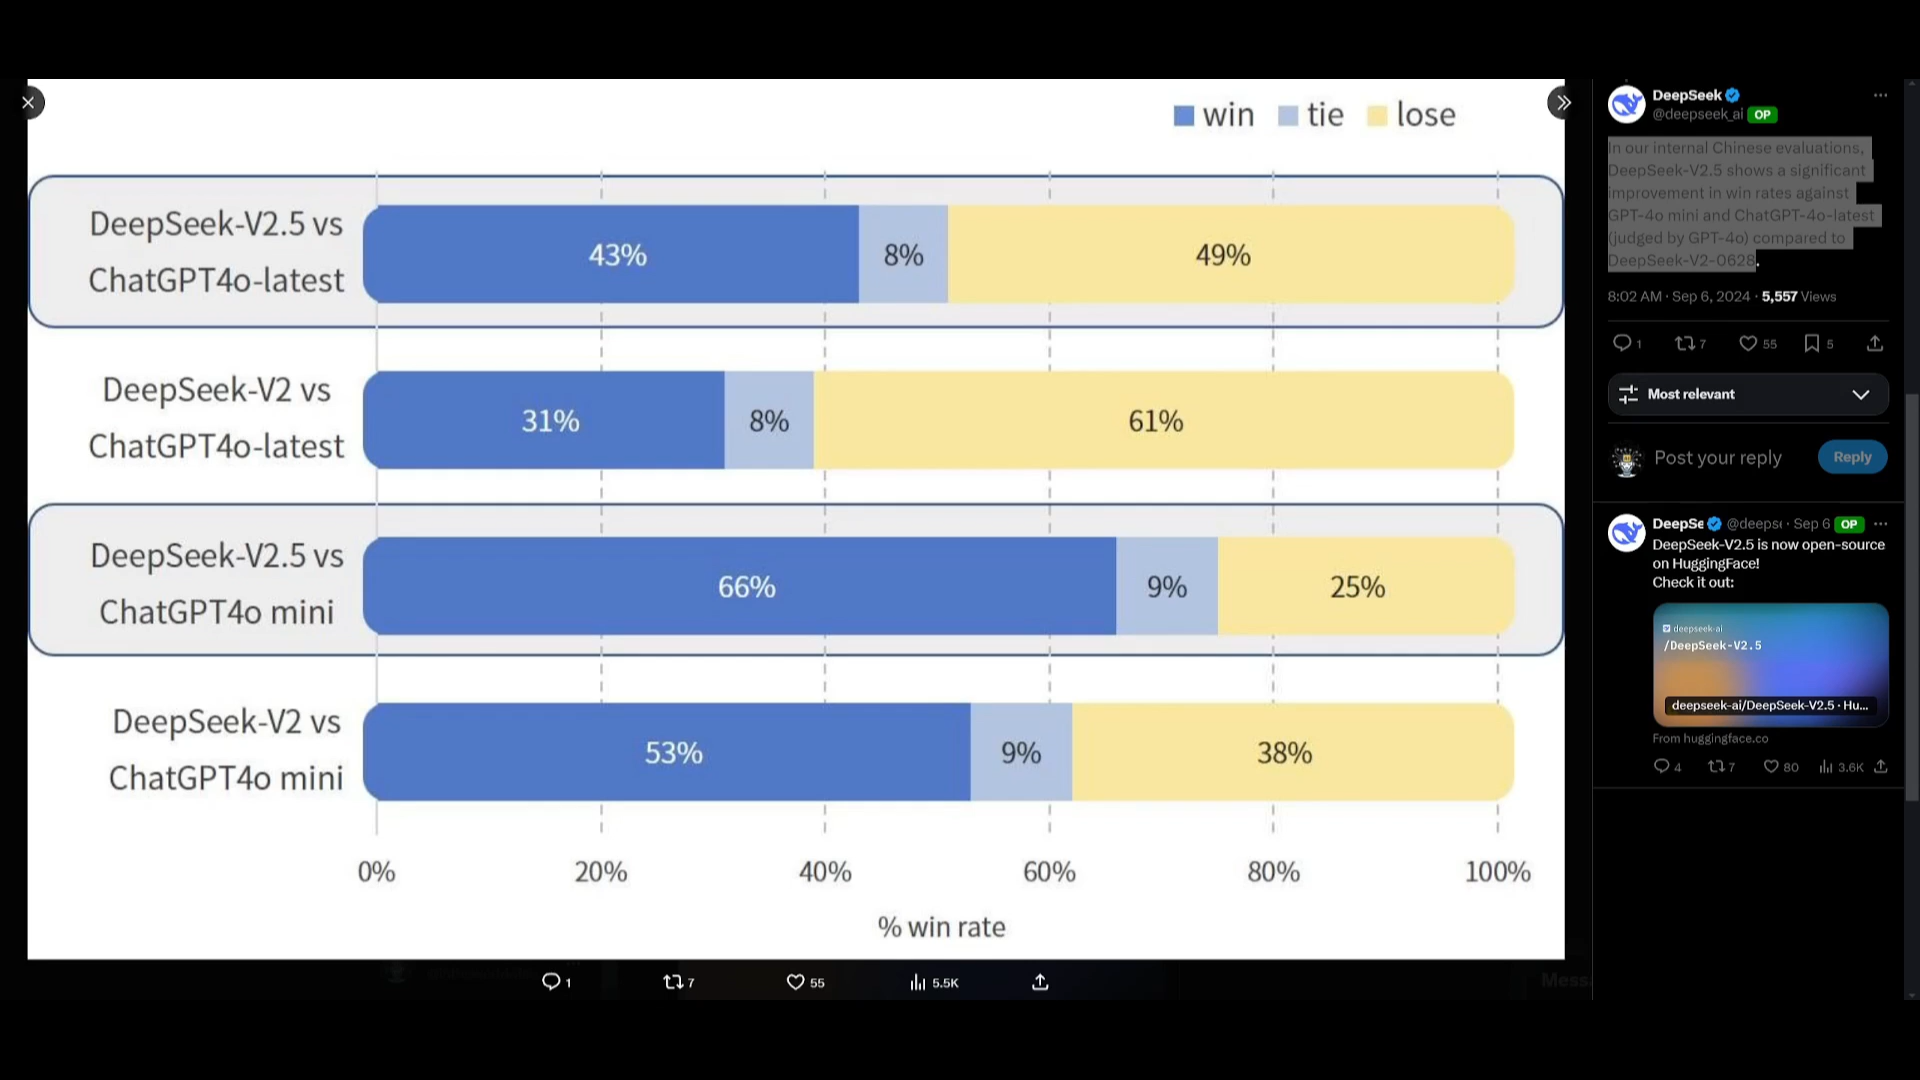 win tie lose
DeepSeek-V2.5 vs
ChatGPT4o-latest
43% 8% 49%
DeepSeek-V2 vs
ChatGPT4o-latest
31% 8% 61%
DeepSeek-V2.5 vs
ChatGPT4o mini
66% 9% 25%
DeepSeek-V2 vs
ChatGPT4o mini
53% 9% 38%
0% 20% 40% 60% 80% 100%
% win rate
1 7 55 5.5K
DeepSeek
@deepseek_ai OP
In our internal Chinese evaluations,
DeepSeek-V2.5 shows a significant
improvement in win rates against
GPT-4o mini and ChatGPT-4o-latest
(judged by GPT-4o) compared to
DeepSeek-V2-0628.
8:02 AM · Sep 6, 2024 · 5,557 Views
1 7 55 5
Most relevant
Post your reply Reply
DeepSe @deeps · Sep 6 OP
DeepSeek-V2.5 is now open-source
on HuggingFace!
Check it out:
deepseek-ai
/DeepSeek-V2.5
deepseek-ai/DeepSeek-V2.5 · Hu...
From huggingface.co
4 7 80 3.6K